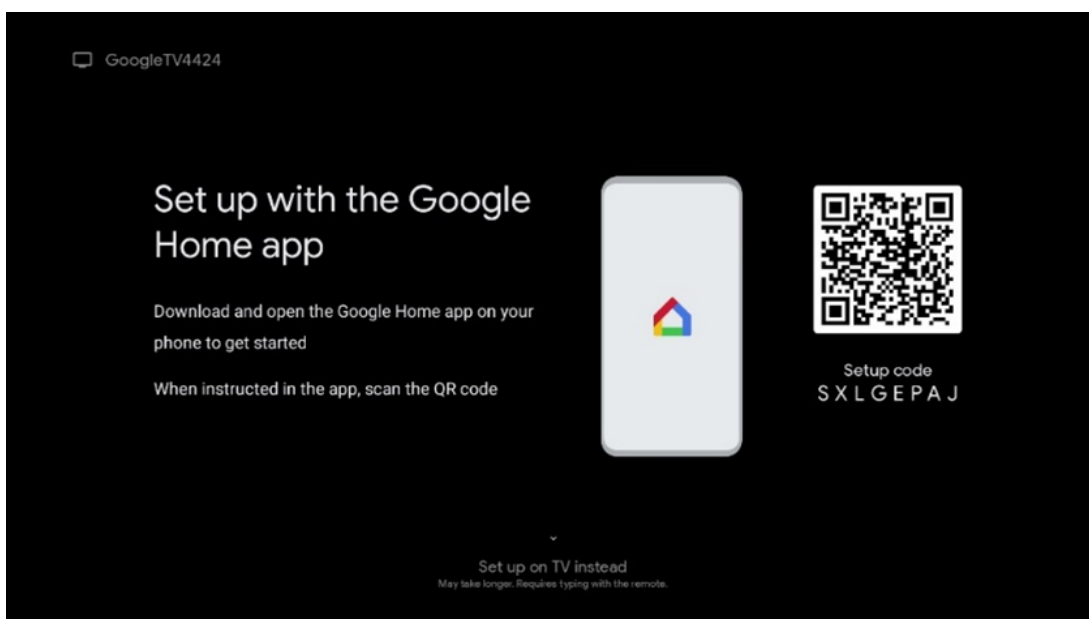 GoogleTV4424
Set up with the Google
Home app
Download and open the Google Home app on your
phone to get started
When instructed in the app, scan the QR code
Setup code
SXLGEPAJ
Set up on TV instead
May take longer. Requires typing with the remote.